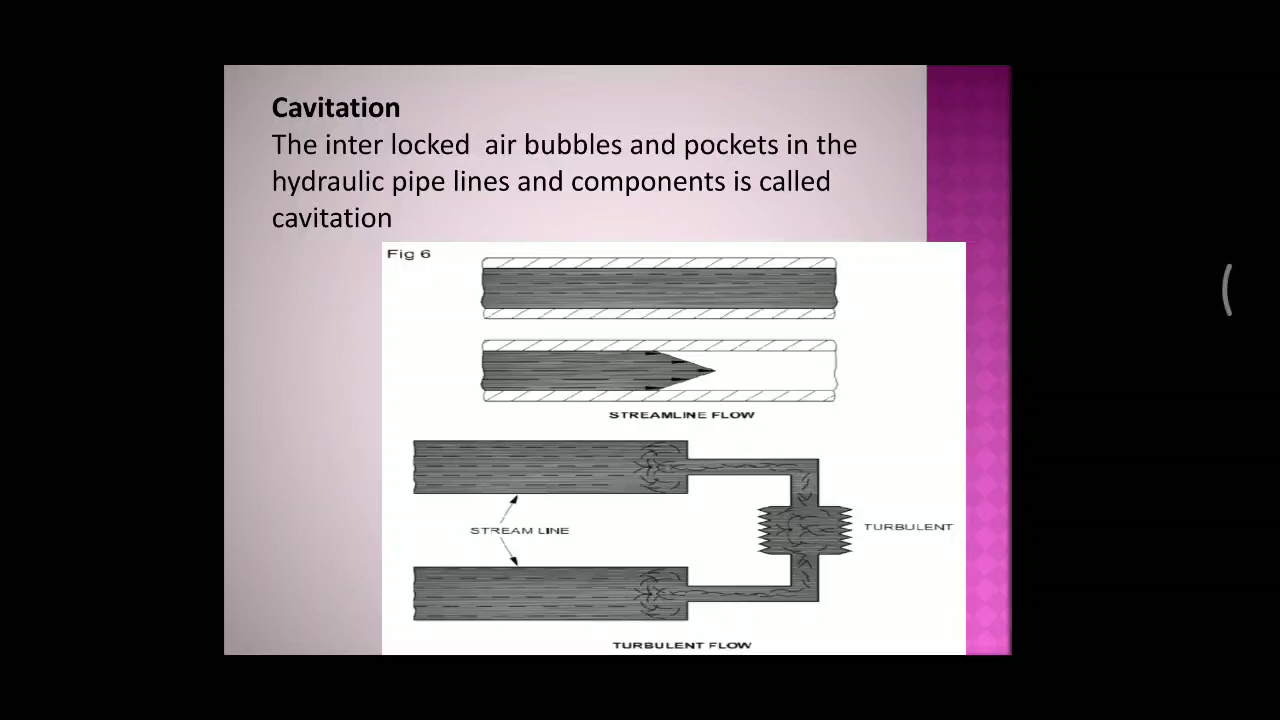 Cavitation
The inter locked  air bubbles and pockets in the
hydraulic pipe lines and components is called
cavitation
Fig 6
STREAMLINE FLOW
STREAM LINE
TURBULENT
TURBULENT FLOW